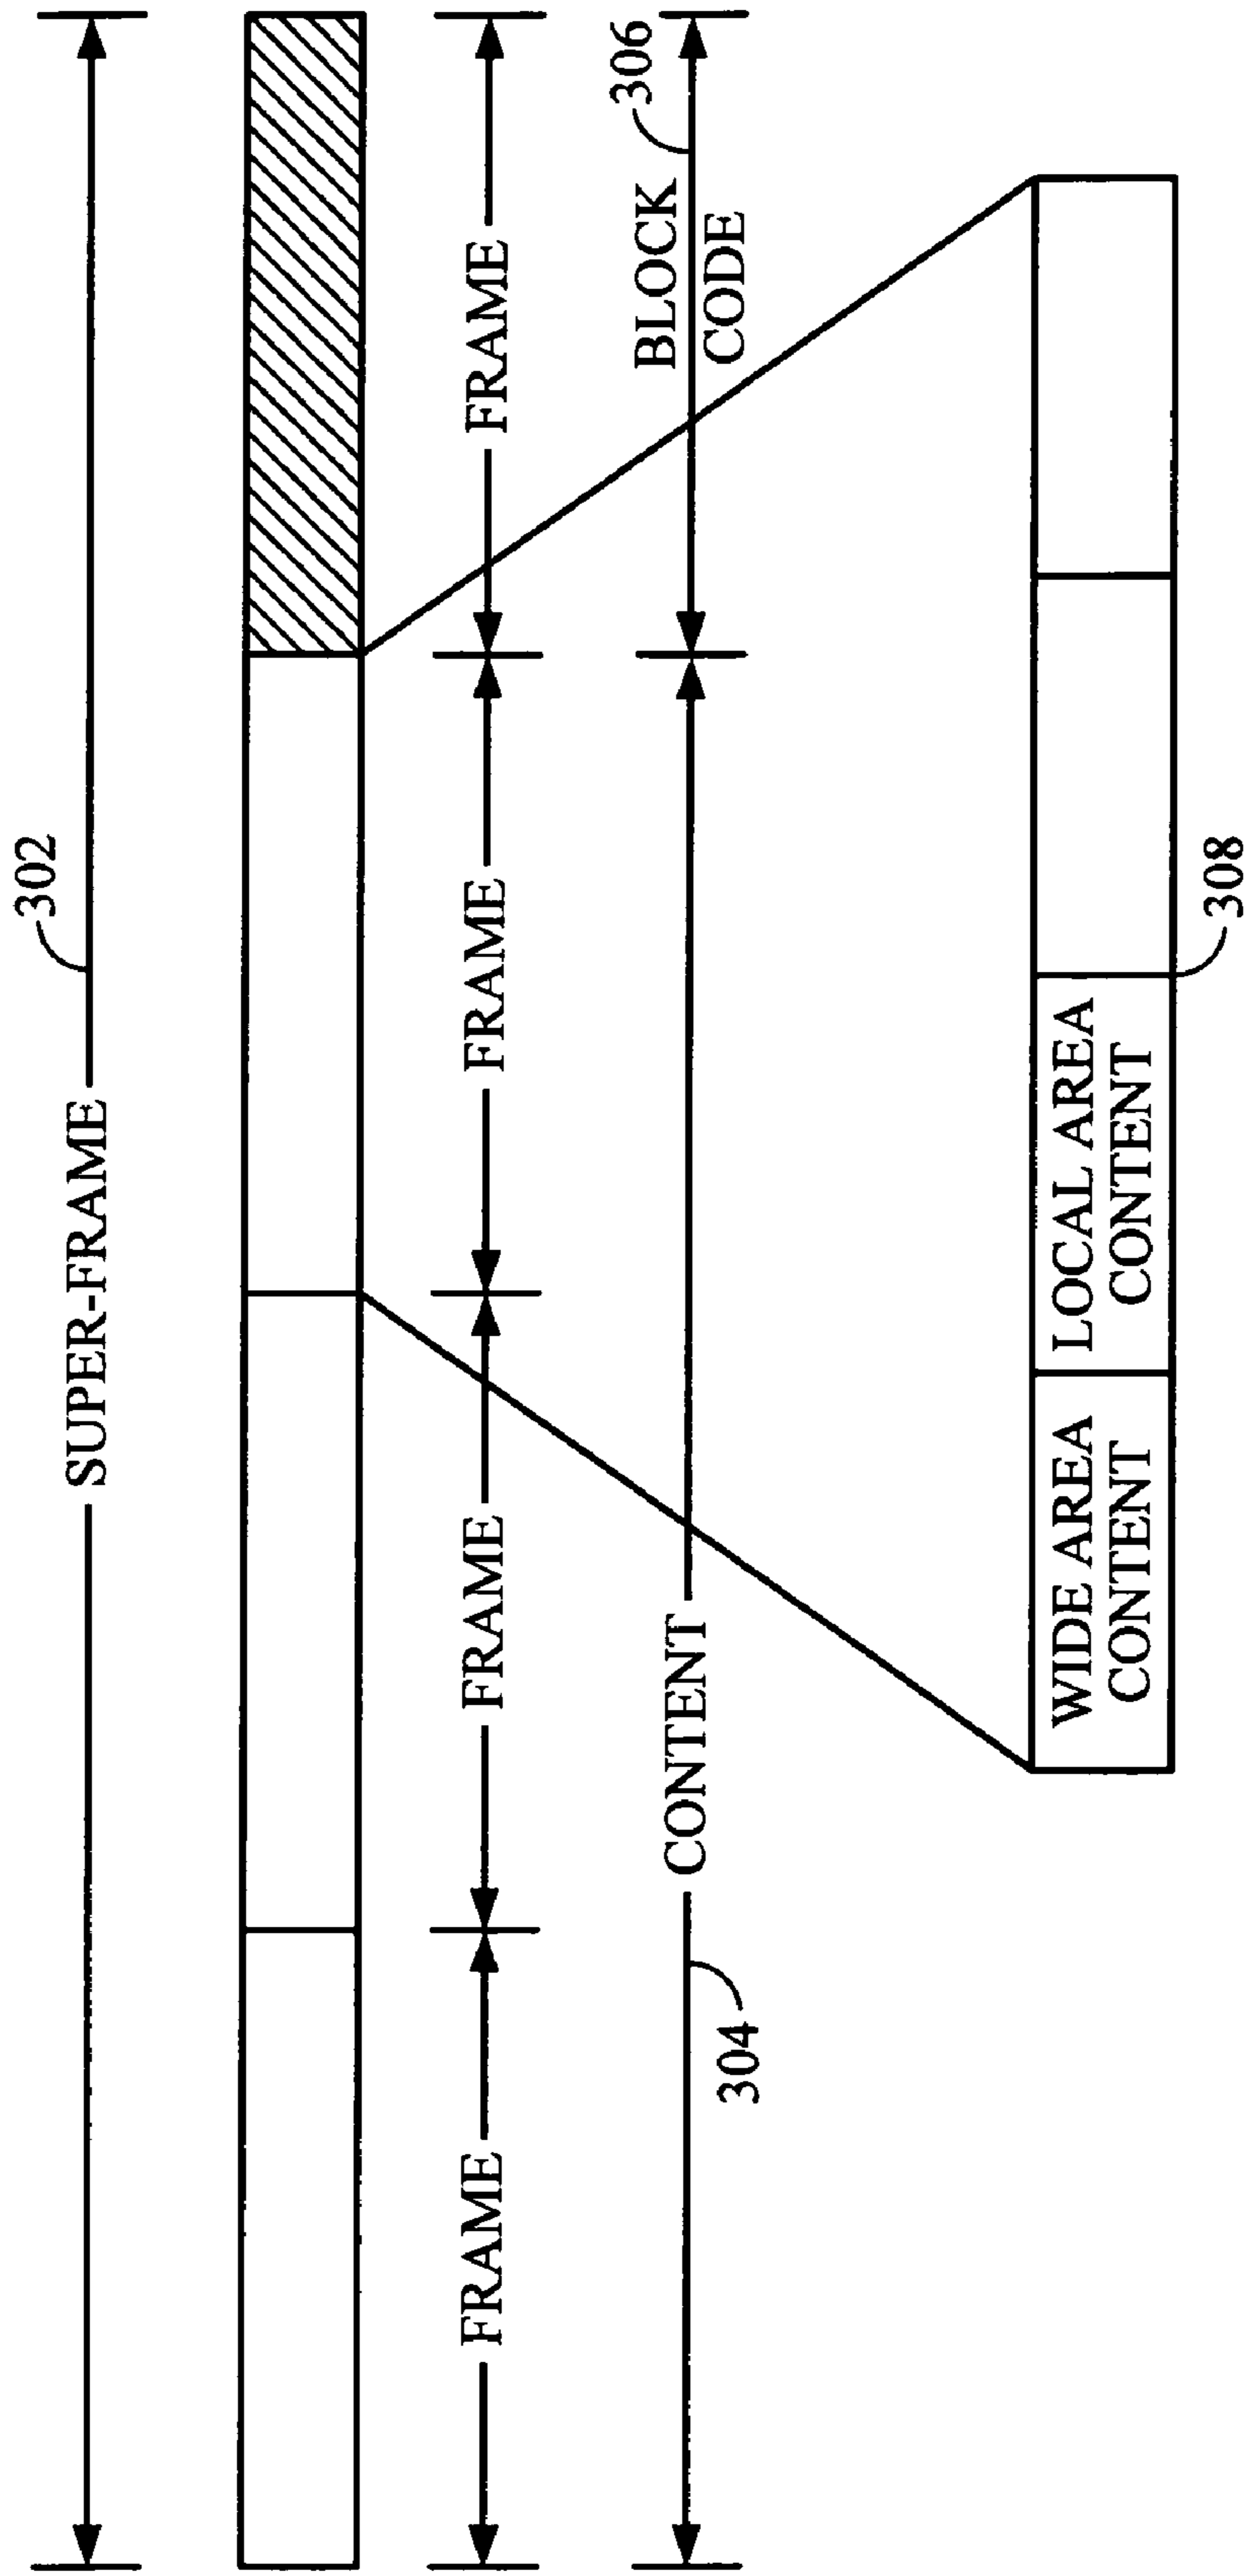 302
SUPER-FRAME
FRAME
FRAME
FRAME
FRAME
304
CONTENT
BLOCK
CODE
306
WIDE AREA
CONTENT
LOCAL AREA
CONTENT
308